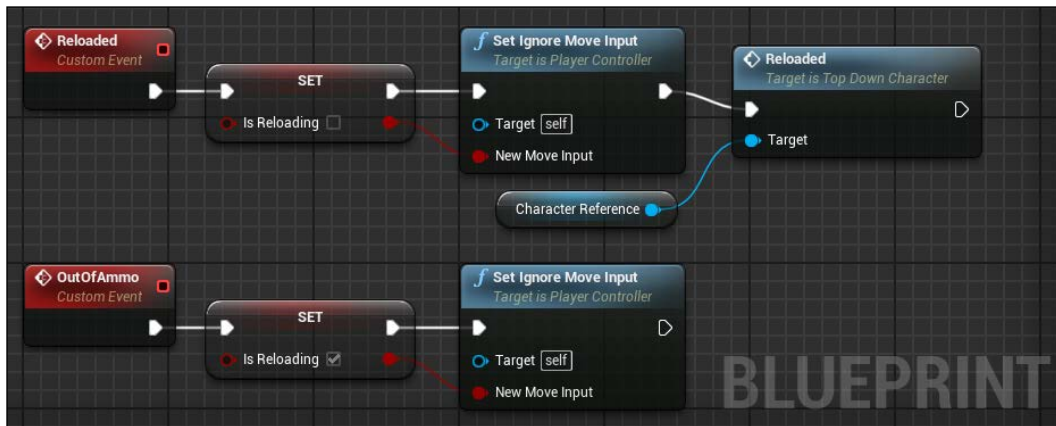 Reloaded
Custom Event
SET
Is Reloading
Set Ignore Move Input
Target is Player Controller
Target self
New Move Input
Reloaded
Target is Top Down Character
Target
Character Reference
OutOfAmmo
Custom Event
SET
Is Reloading
Set Ignore Move Input
Target is Player Controller
Target self
New Move Input
BLUEPRINT